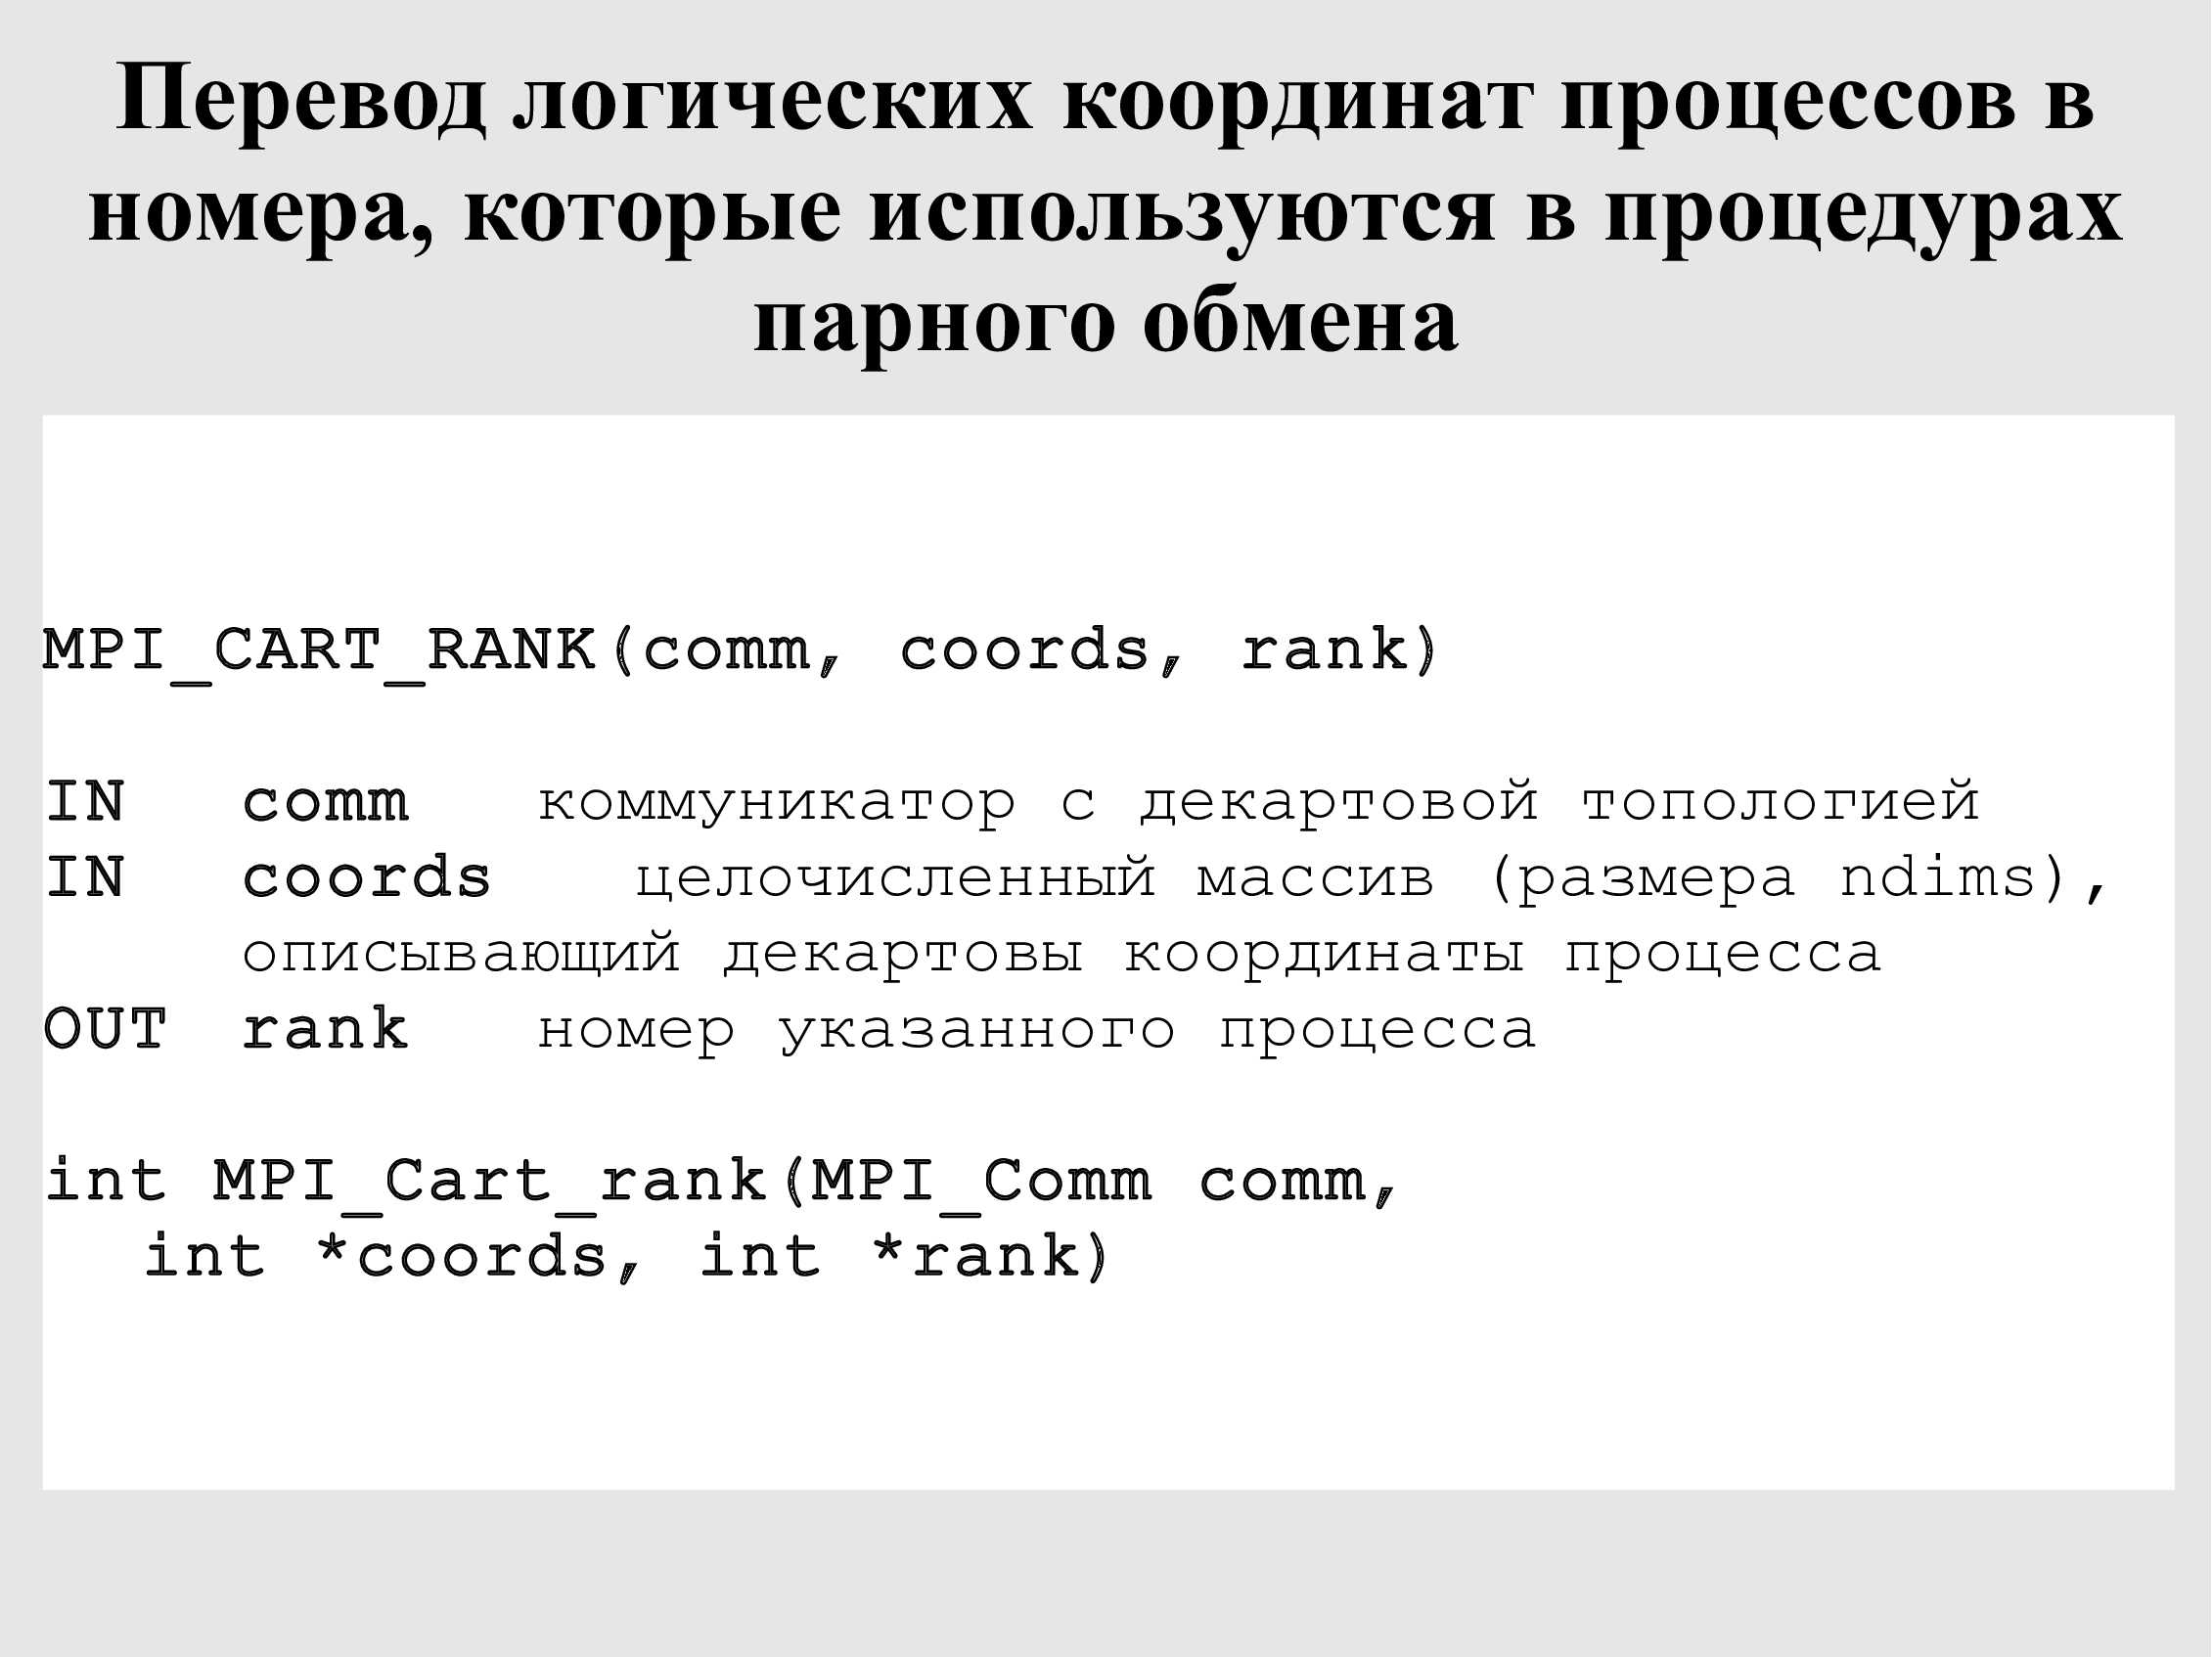 Перевод логических координат процессов в
номера, которые используются в процедурах
парного обмена
MPI_CART_RANK(comm, coords, rank)
IN comm коммуникатор с декартовой топологией
IN coords целочисленный массив (размера ndims),
описывающий декартовы координаты процесса
OUT rank номер указанного процесса
int MPI_Cart_rank(MPI_Comm comm,
int *coords, int *rank)